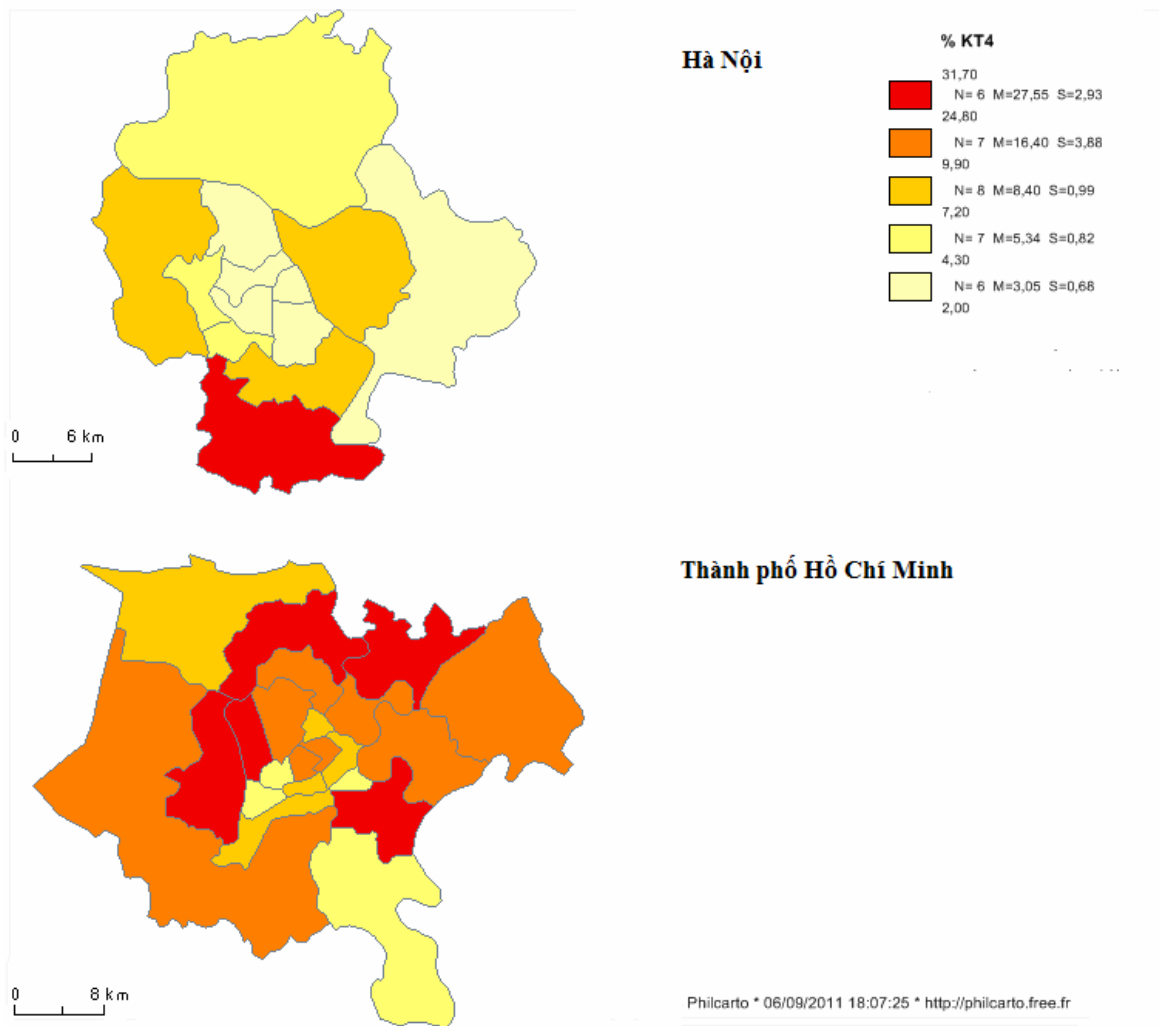 Hà Nội
% KT4
31,70
N= 6 M=27,55 S=2,93
24,80
N= 7 M=16,40 S=3,88
9,90
N= 8 M=8,40 S=0,99
7,20
N= 7 M=5,34 S=0,82
4,30
N= 6 M=3,05 S=0,68
2,00
0 6 km
Thành phố Hồ Chí Minh
0 8 km
Philcarto * 06/09/2011 18:07:25 * http://philcarto.free.fr